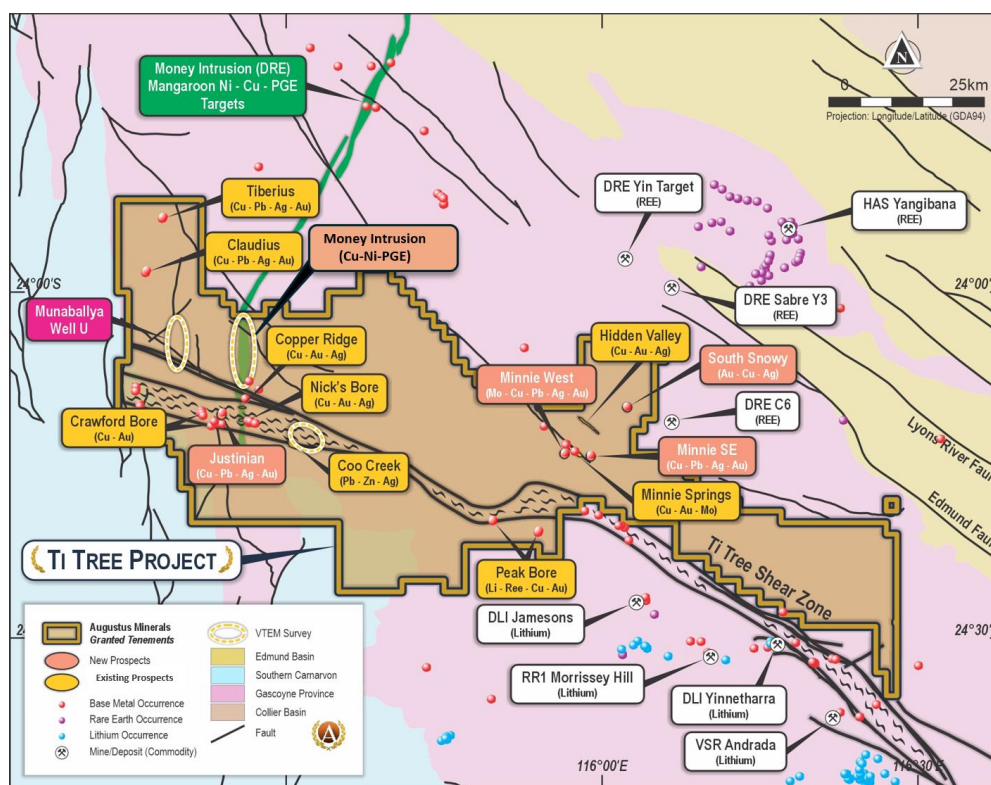 Money Intrusion (DRE)
Mangaroon Ni - Cu - PGE
Targets
N
0 25km
Projection: Longitude/Latitude (GDA94)
Tiberius
(Cu - Pb - Ag - Au)
DRE Yin Target
(REE)
HAS Yangibana
(REE)
Claudius
(Cu - Pb - Ag - Au)
Money Intrusion
(Cu-Ni-PGE)
24°00'S
24°00'
DRE Sabre Y3
(REE)
Munaballya
Well U
Copper Ridge
(Cu - Au - Ag)
Hidden Valley
(Cu - Au - Ag)
South Snowy
(Au - Cu - Ag)
Minnie West
(Mo - Cu - Pb - Ag - Au)
Nick's Bore
(Cu - Au - Ag)
DRE C6
(REE)
Crawford Bore
(Cu - Au)
Justinian
(Cu - Pb - Ag - Au)
Coo Creek
(Pb - Zn - Ag)
Minnie SE
(Cu - Pb - Ag - Au)
Lyons River Fault
Minnie Springs
(Cu - Au - Mo)
Edmund Fau
TI TREE PROJECT
Peak Bore
(Li - Ree - Cu - Au)
Ti Tree Shear Zone
DLI Jamesons
(Lithium)
24°30'
24
RR1 Morrissey Hill
(Lithium)
DLI Yinnetharra
(Lithium)
VSR Andrada
(Lithium)
116°00'E
116°30'E
Augustus Minerals
Granted Tenements
New Prospects
Existing Prospects
Base Metal Occurrence
Rare Earth Occurrence
Lithium Occurrence
Mine/Deposit (Commodity)
VTEM Survey
Edmund Basin
Southern Carnarvon
Gascoyne Province
Collier Basin
Fault
A